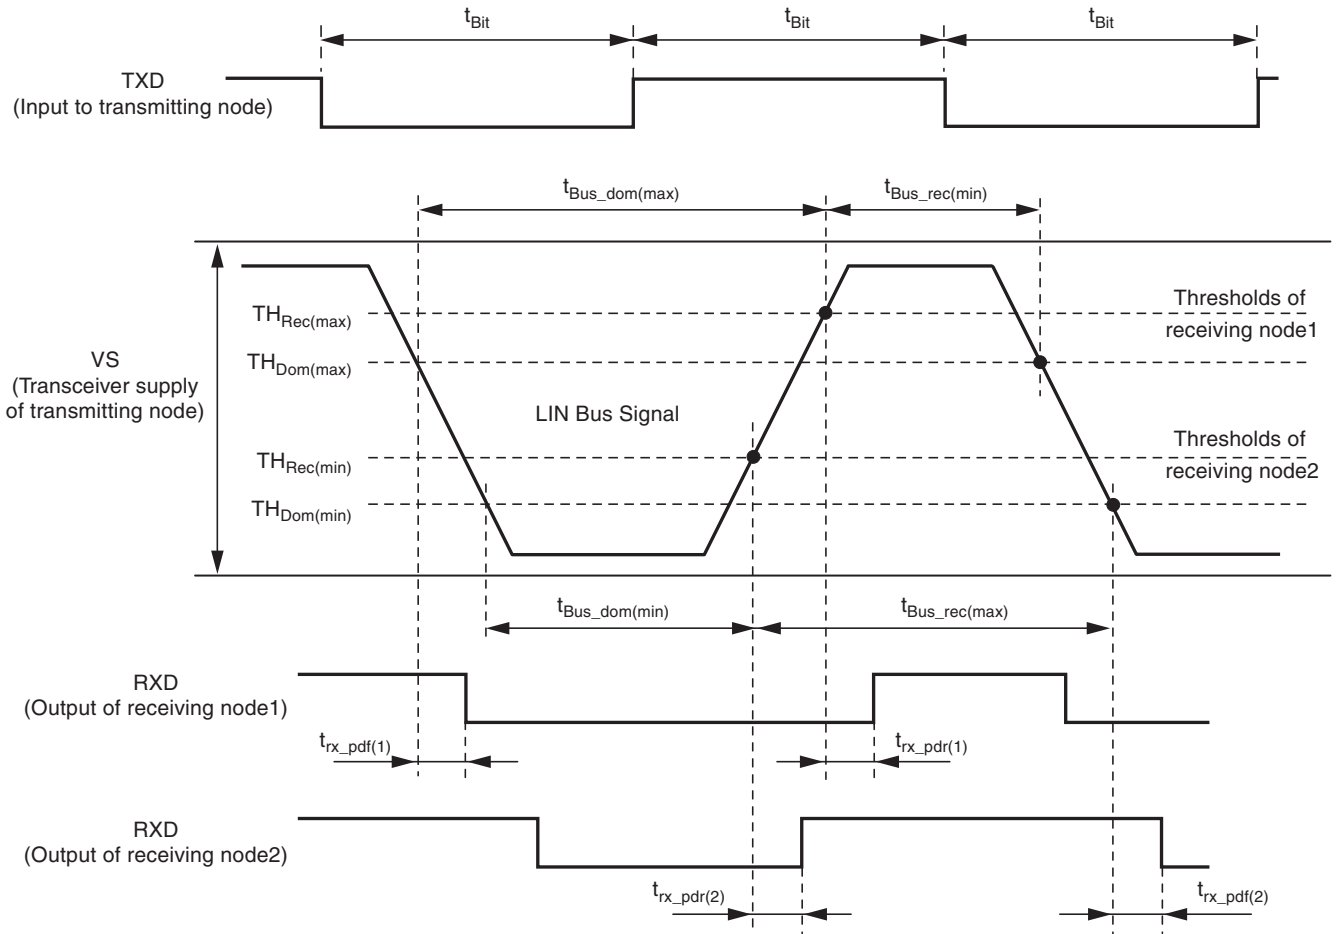 tBit
tBit
tBit
TXD
(Input to transmitting node)
tBus_dom(max)
tBus_rec(min)
THRec(max)
Thresholds of
receiving node1
THDom(max)
VS
(Transceiver supply
of transmitting node)
LIN Bus Signal
THRec(min)
Thresholds of
receiving node2
THDom(min)
tBus_dom(min)
tBus_rec(max)
RXD
(Output of receiving node1)
trx_pdf(1)
trx_pdr(1)
RXD
(Output of receiving node2)
trx_pdr(2)
trx_pdf(2)